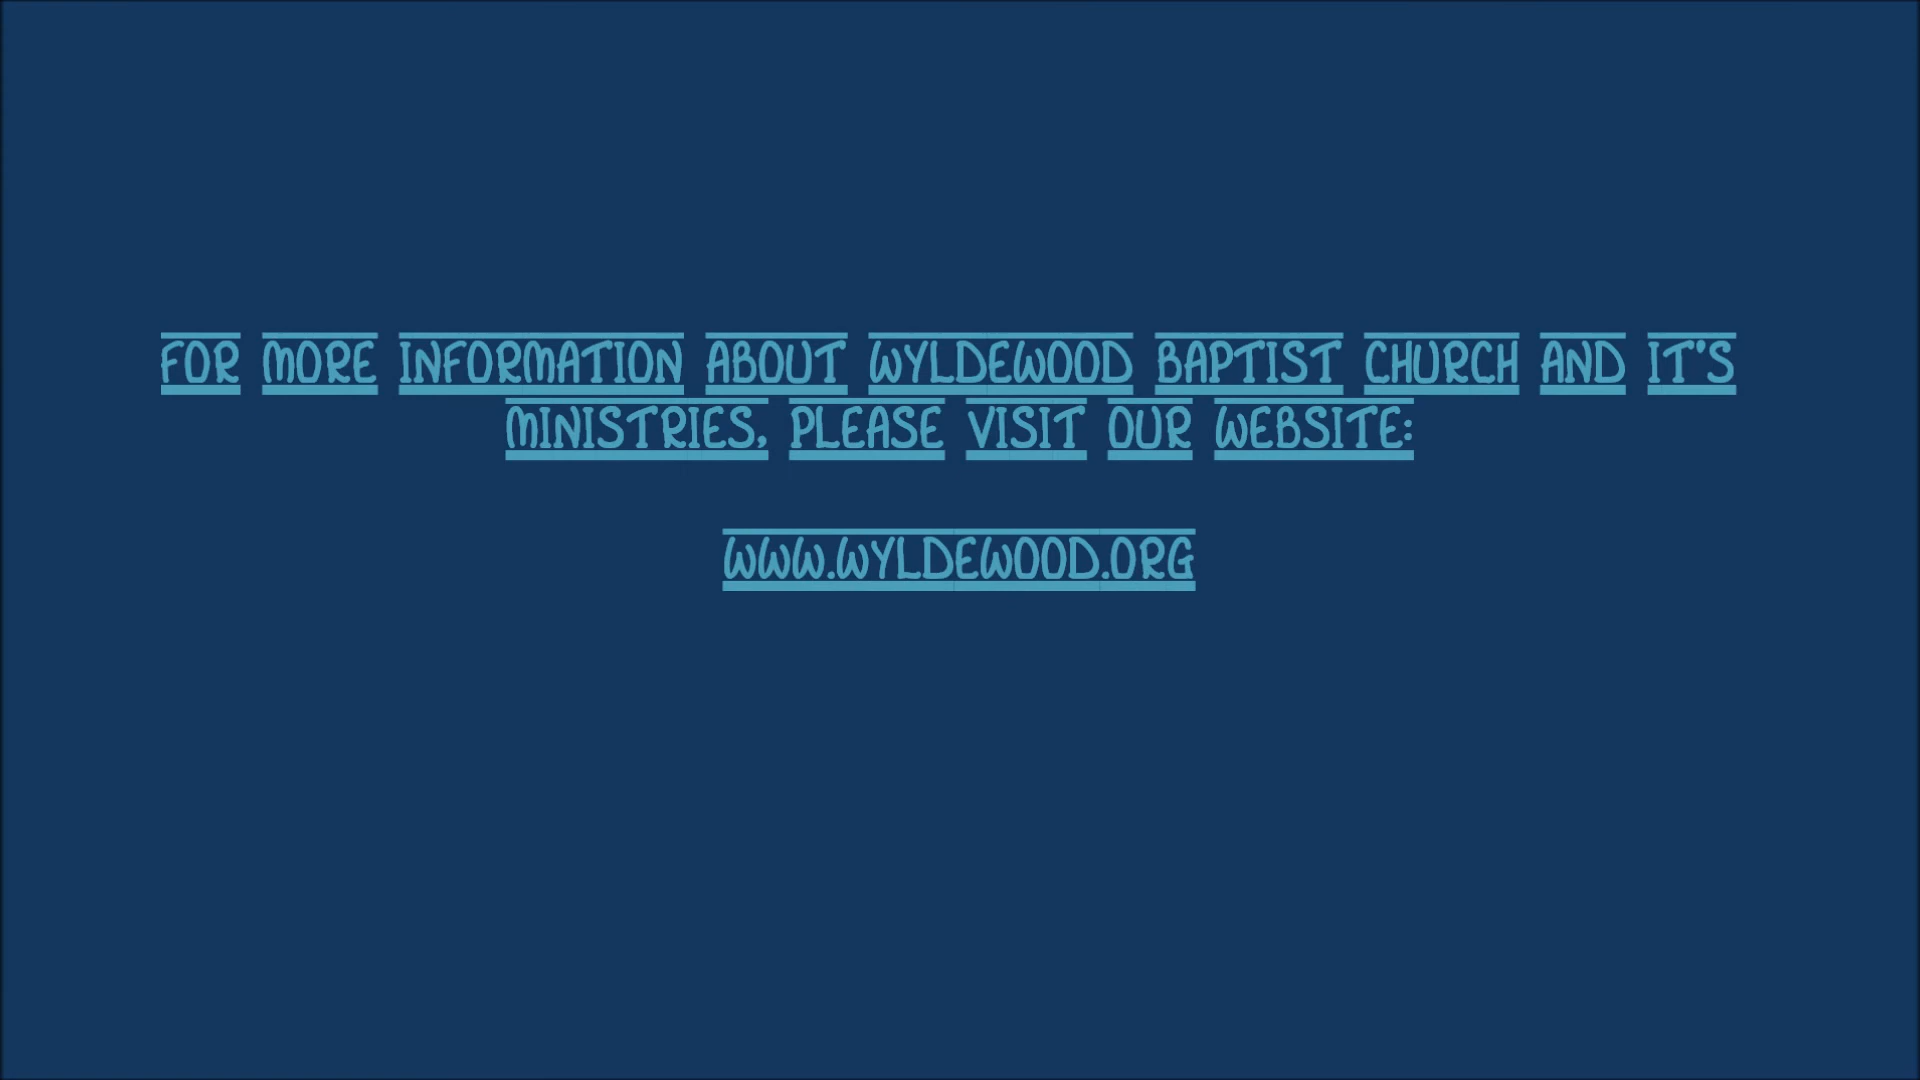 FOR MORE INFORMATION ABOUT WYLDEWOOD BAPTIST CHURCH AND IT'S
MINISTRIES, PLEASE VISIT OUR WEBSITE:
WWW.WYLDEWOOD.ORG